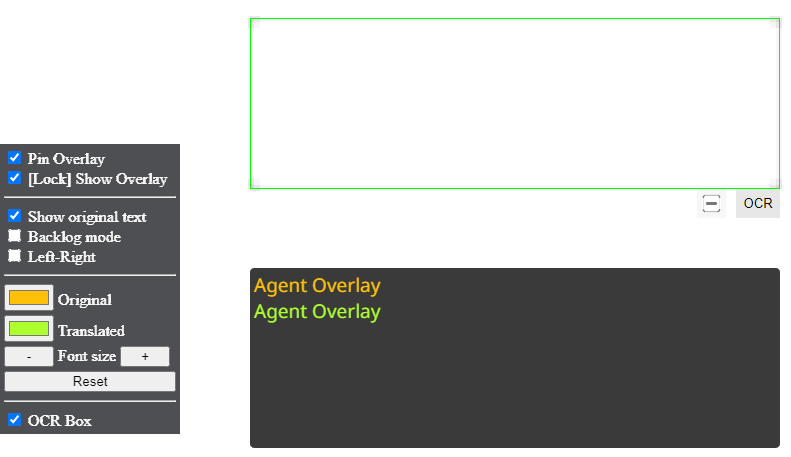 Pin Overlay
[Lock] Show Overlay
Show original text
Backlog mode
Left-Right
Original
Translated
- Font size +
Reset
OCR Box
OCR
Agent Overlay
Agent Overlay